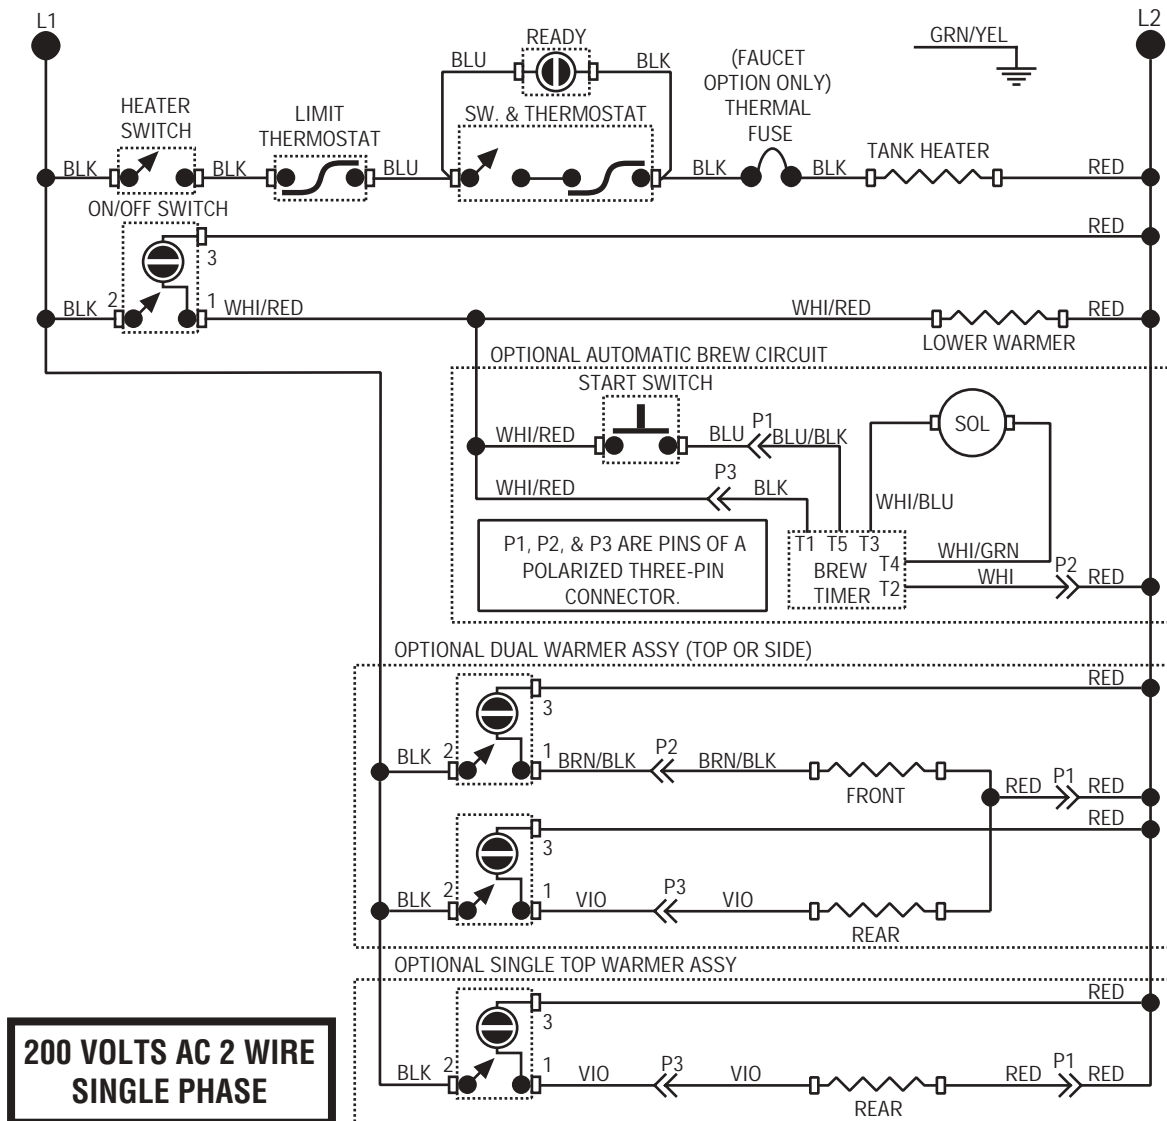 L1
L2
READY
GRN/YEL
BLU
BLK
(FAUCET
OPTION ONLY)
THERMAL
FUSE
HEATER
SWITCH
LIMIT
THERMOSTAT
SW. & THERMOSTAT
TANK HEATER
BLK
BLK
BLU
BLK
BLK
RED
ON/OFF SWITCH
RED
3
BLK
2
1
WHI/RED
WHI/RED
RED
LOWER WARMER
OPTIONAL AUTOMATIC BREW CIRCUIT
START SWITCH
SOL
WHI/RED
BLU
P1
BLU/BLK
WHI/RED
P3
BLK
WHI/BLU
P1, P2, & P3 ARE PINS OF A
POLARIZED THREE-PIN
CONNECTOR.
T1 T5 T3
T4
BREW
TIMER
T2
WHI/GRN
WHI
P2
RED
OPTIONAL DUAL WARMER ASSY (TOP OR SIDE)
RED
3
BLK
2
1
BRN/BLK
P2
BRN/BLK
FRONT
RED
P1
RED
RED
3
BLK
2
1
VIO
P3
VIO
REAR
OPTIONAL SINGLE TOP WARMER ASSY
RED
3
BLK
2
1
VIO
P3
VIO
REAR
RED
P1
RED
200 VOLTS AC 2 WIRE
SINGLE PHASE